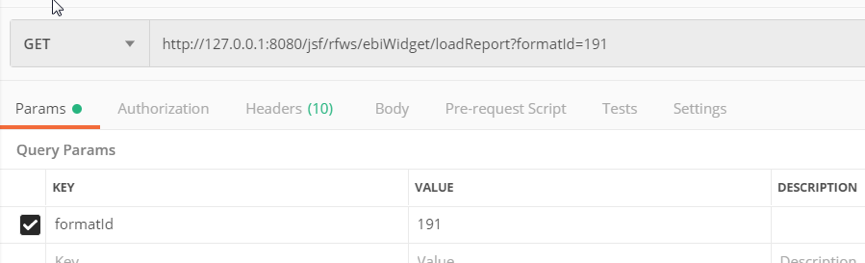 GET http://127.0.0.1:8080/jsf/rfws/ebiWidget/loadReport?formatId=191
Params Authorization Headers (10) Body Pre-request Script Tests Settings
Query Params
KEY VALUE DESCRIPTION
formatId 191
Key Value Description